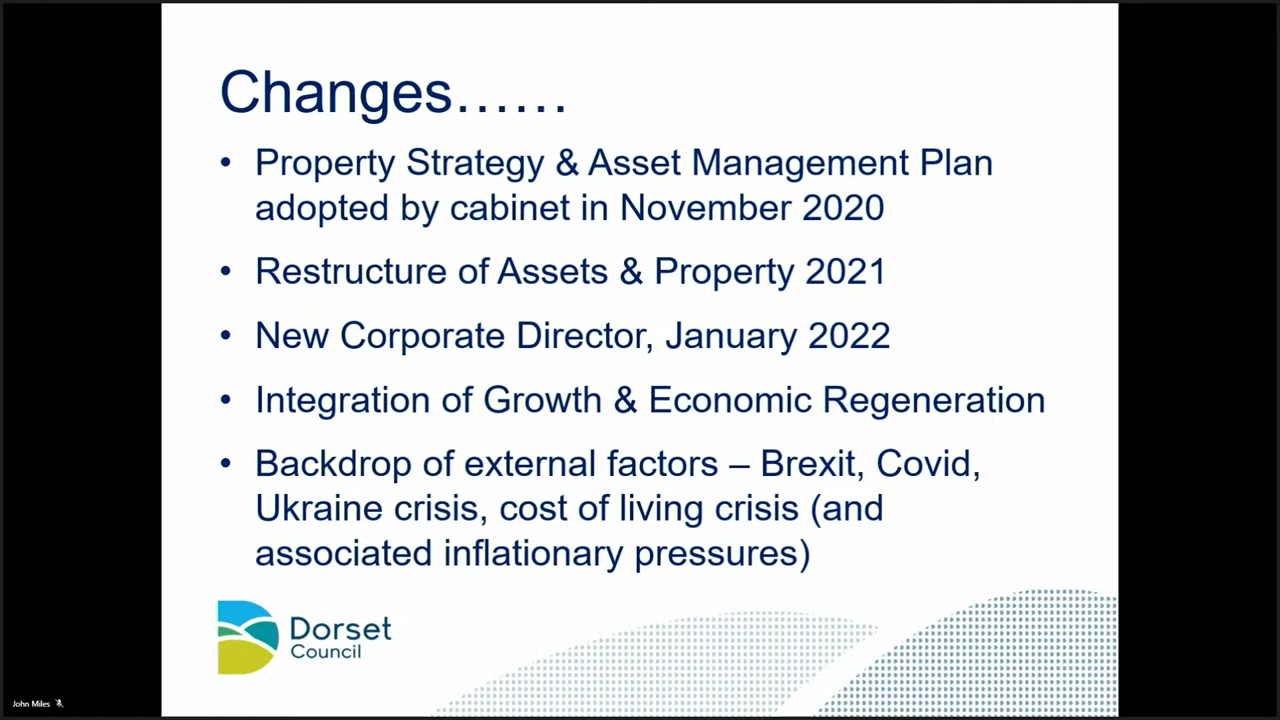 Changes……
• Property Strategy & Asset Management Plan
adopted by cabinet in November 2020
• Restructure of Assets & Property 2021
• New Corporate Director, January 2022
• Integration of Growth & Economic Regeneration
• Backdrop of external factors – Brexit, Covid,
Ukraine crisis, cost of living crisis (and
associated inflationary pressures)
Dorset
Council
John Miles